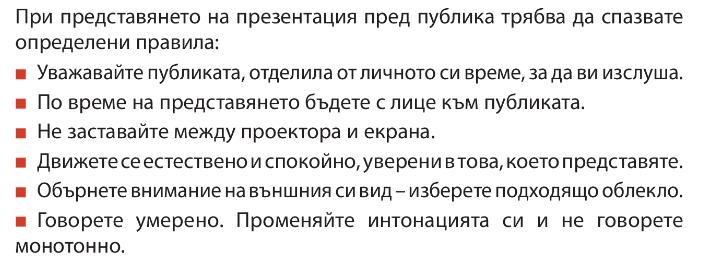 При представянето на презентация пред публика трябва да спазвате
определени правила:
■ Уважавайте публиката, отделила от личното си време, за да ви изслуша.
■ По време на представянето бъдете с лице към публиката.
■ Не заставайте между проектора и екрана.
■ Движете се естествено и спокойно, уверени в това, което представяте.
■ Обърнете внимание на външния си вид – изберете подходящо облекло.
■ Говорете умерено. Променяйте интонацията си и не говорете
монотонно.